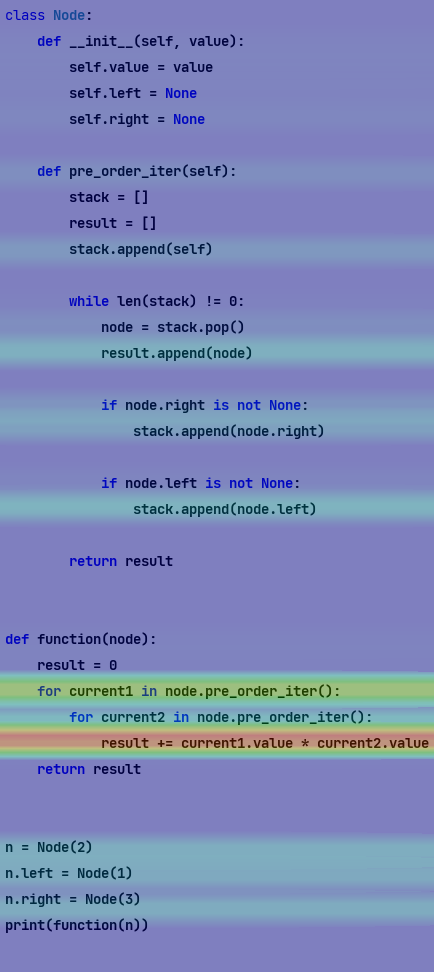 class Node:
    def __init__(self, value):
        self.value = value
        self.left = None
        self.right = None

    def pre_order_iter(self):
        stack = []
        result = []
        stack.append(self)

        while len(stack) != 0:
            node = stack.pop()
            result.append(node)

            if node.right is not None:
                stack.append(node.right)

            if node.left is not None:
                stack.append(node.left)

        return result


def function(node):
    result = 0
    for current1 in node.pre_order_iter():
        for current2 in node.pre_order_iter():
            result += current1.value * current2.value
    return result


n = Node(2)
n.left = Node(1)
n.right = Node(3)
print(function(n))